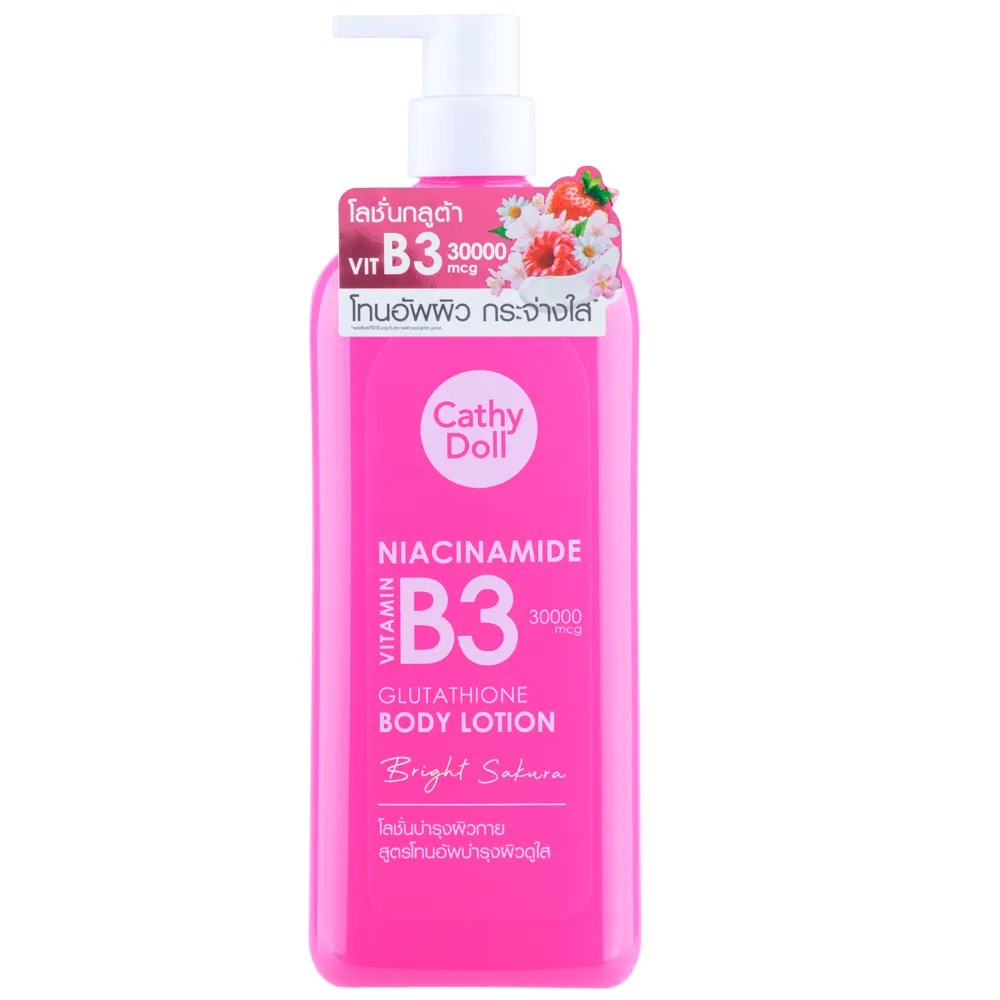 โลชั่นกลูต้า
VIT B3 30000 mcg
โทนอัพผิว กระจ่างใส*
Cathy
Doll
NIACINAMIDE
VITAMIN B3 30000 mcg
GLUTATHIONE
BODY LOTION
Bright Sakura
โลชั่นบำรุงผิวกาย
สูตรโทนอัพบำรุงผิวดูใส